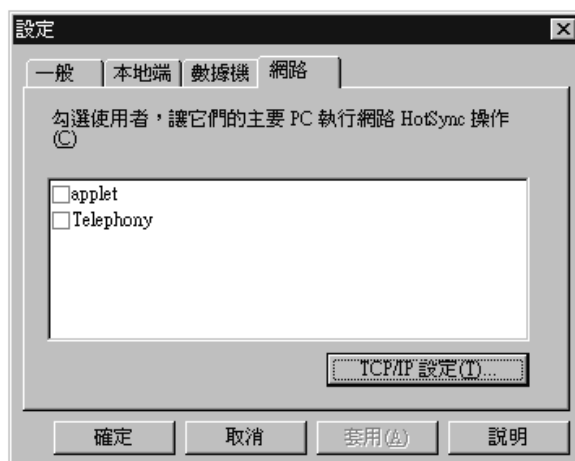 設定
一般 本地端 數據機 網路
勾選使用者，讓它們的主要 PC 執行網路 HotSync 操作
(C)
applet
Telephony
TCP/IP 設定(T)...
確定 取消 套用(A) 說明